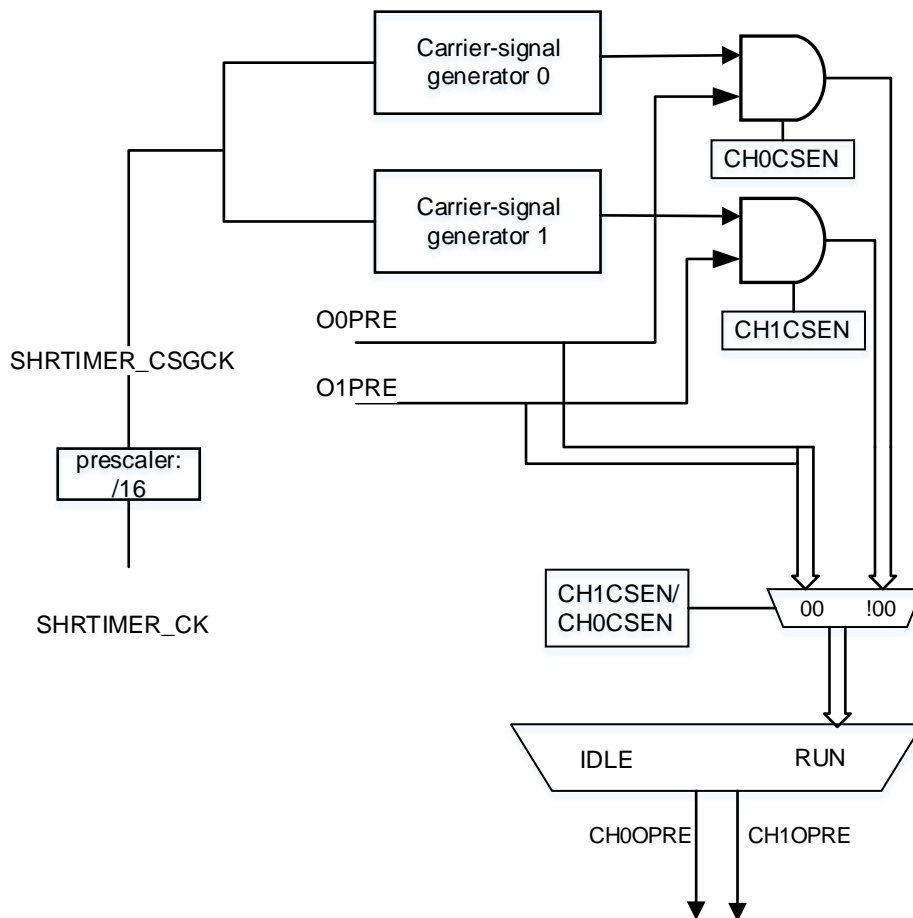 Carrier-signal
generator 0
CH0CSEN
Carrier-signal
generator 1
CH1CSEN
O0PRE
SHRTIMER_CSGCK
O1PRE
prescaler:
/16
SHRTIMER_CK
CH1CSEN/
CH0CSEN
00 !00
IDLE RUN
CH0OPRE CH1OPRE